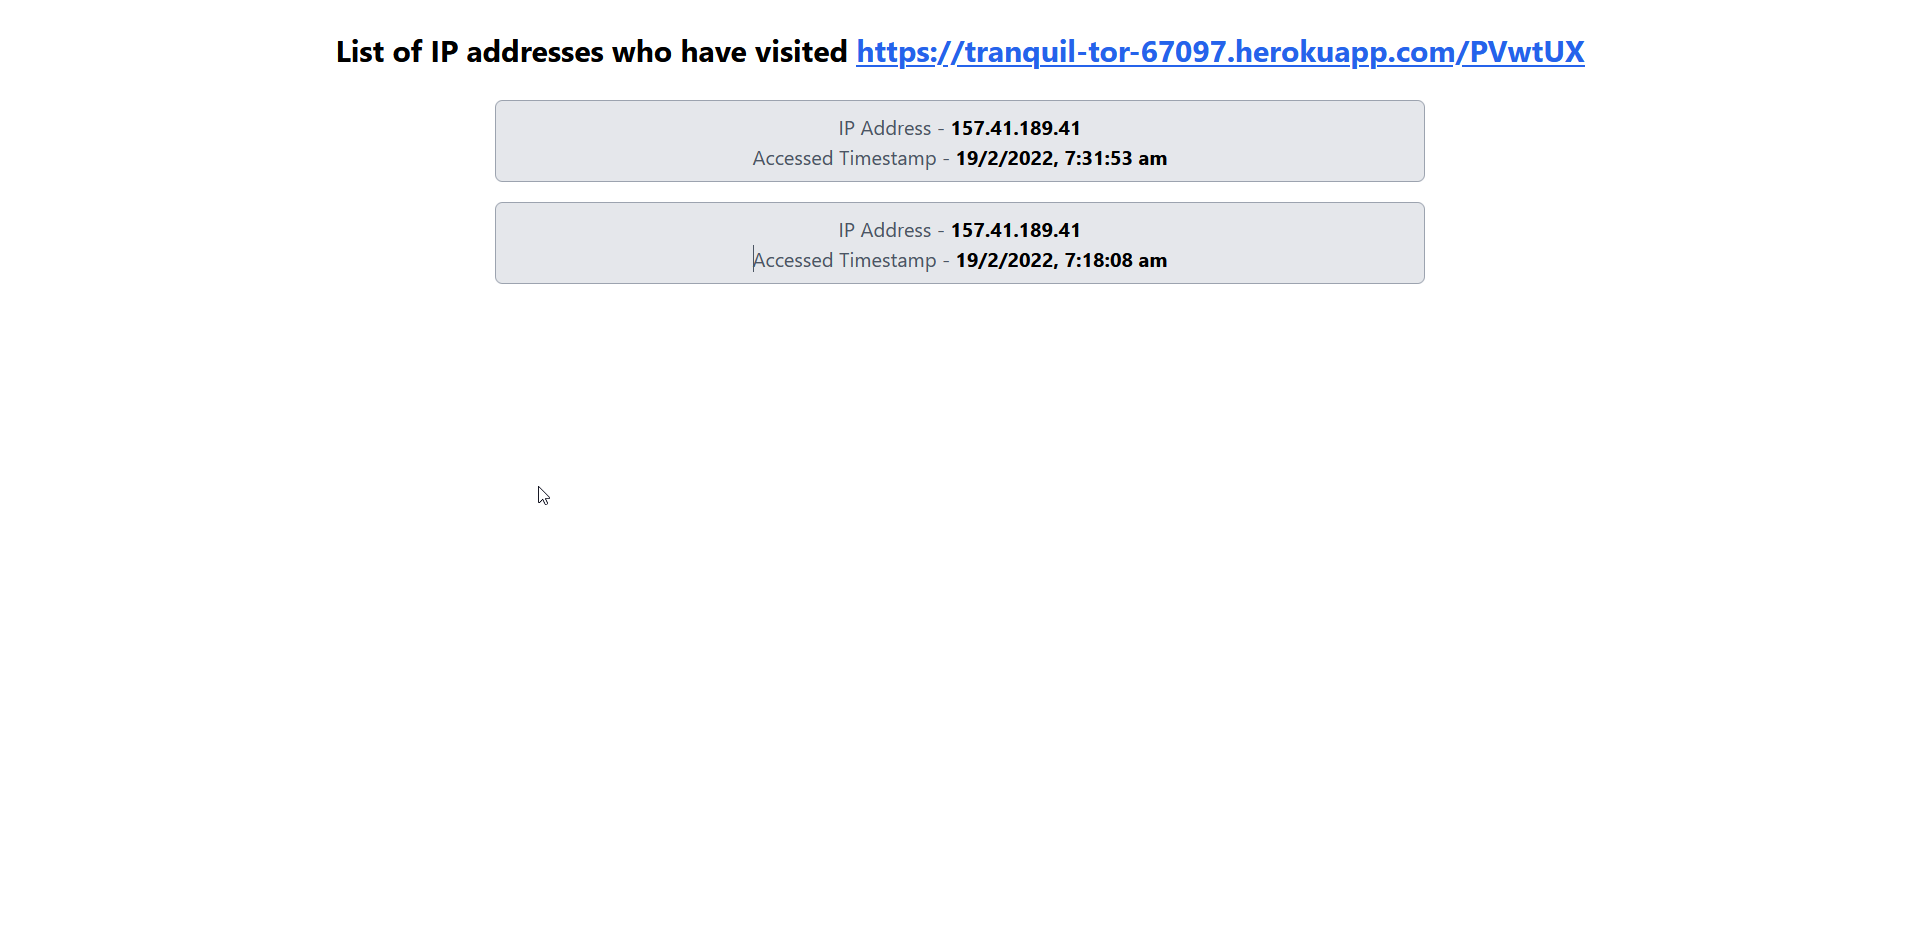 List of IP addresses who have visited https://tranquil-tor-67097.herokuapp.com/PVwtUX
IP Address - 157.41.189.41
Accessed Timestamp - 19/2/2022, 7:31:53 am
IP Address - 157.41.189.41
Accessed Timestamp - 19/2/2022, 7:18:08 am